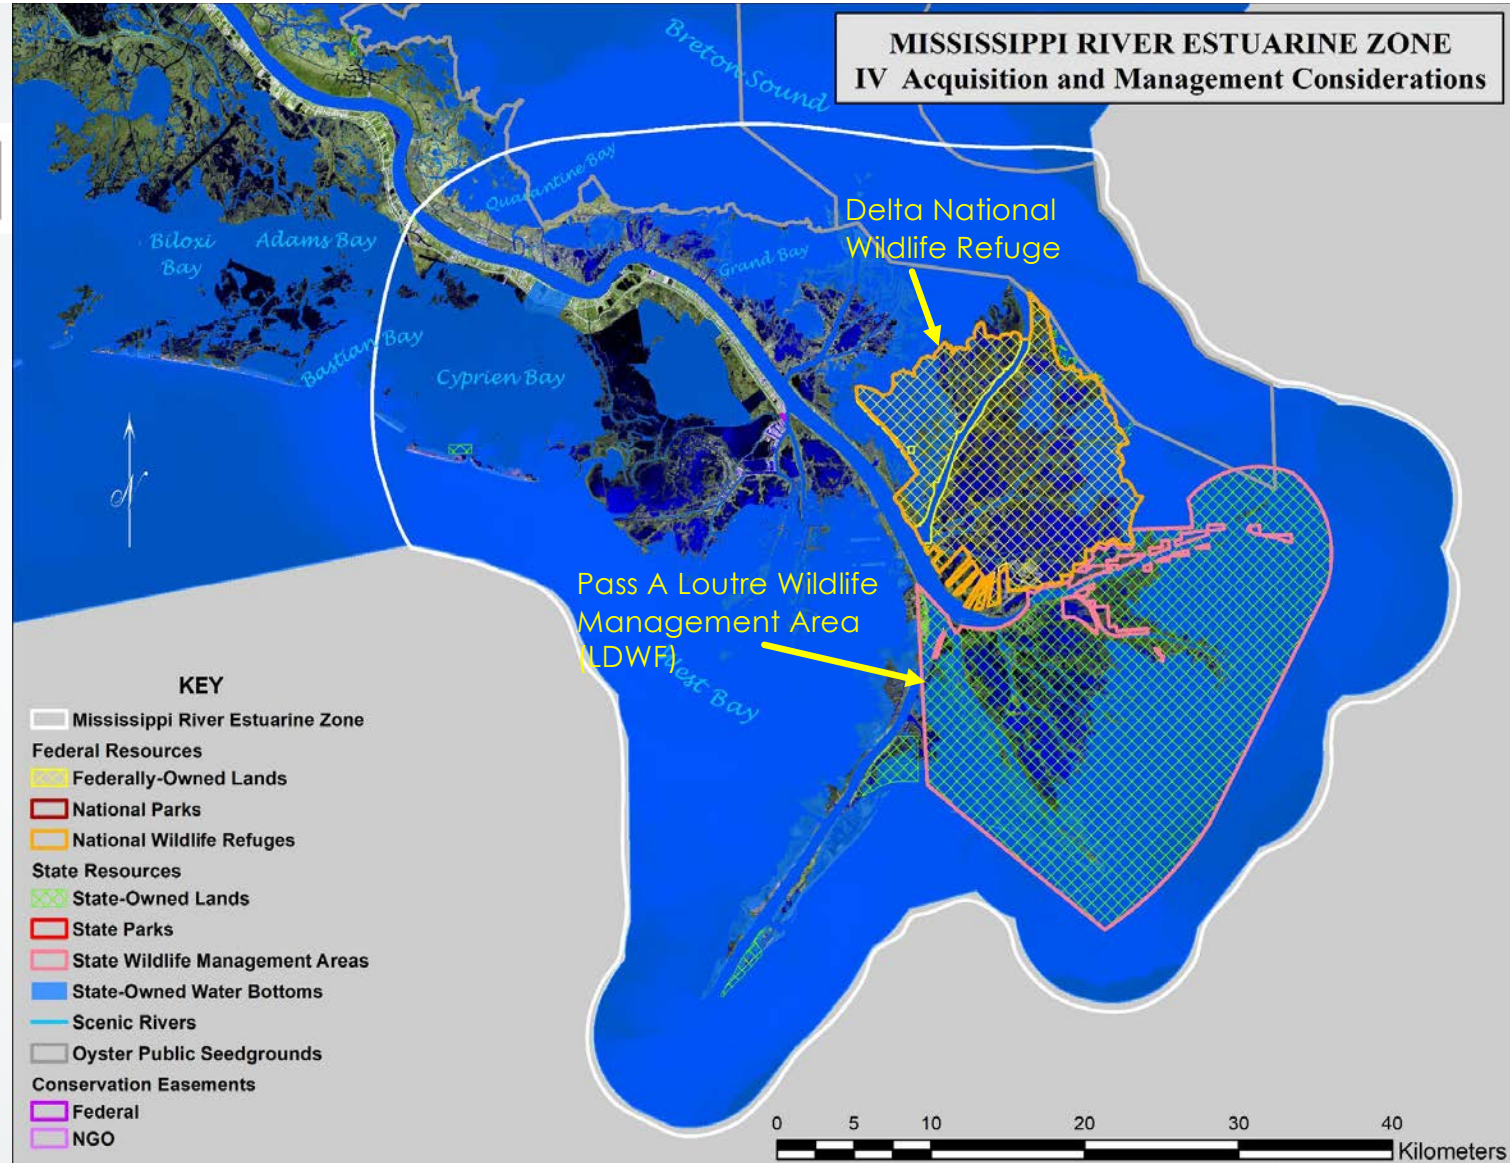 MISSISSIPPI RIVER ESTUARINE ZONE
IV Acquisition and Management Considerations
Breton Sound
Quarantine Bay
Delta National
Wildlife Refuge
Biloxi
Bay
Adams Bay
Grand Bay
Bastian Bay
Cyprien Bay
N
Pass A Loutre Wildlife
Management Area
(LDWF)
West Bay
KEY
Mississippi River Estuarine Zone
Federal Resources
Federally-Owned Lands
National Parks
National Wildlife Refuges
State Resources
State-Owned Lands
State Parks
State Wildlife Management Areas
State-Owned Water Bottoms
Scenic Rivers
Oyster Public Seedgrounds
Conservation Easements
Federal
NGO
0 5 10 20 30 40
Kilometers